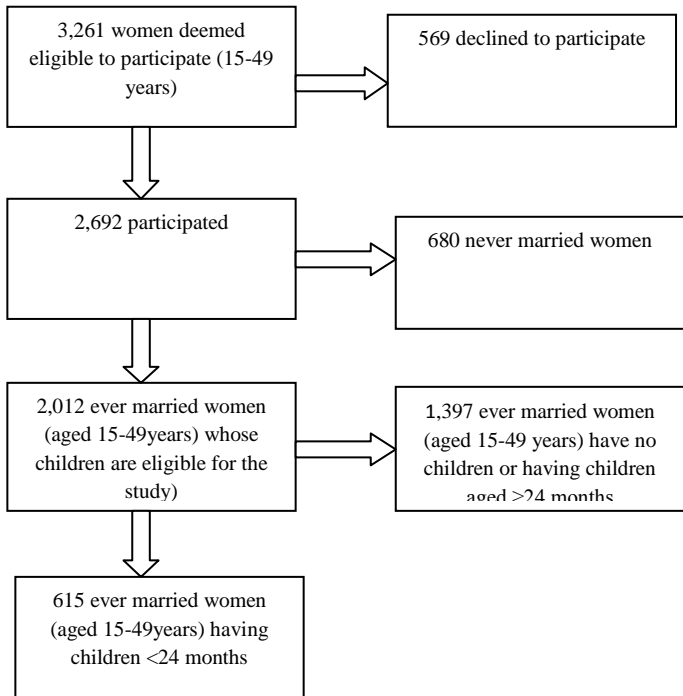 3,261 women deemed
eligible to participate (15-49
years)
569 declined to participate
2,692 participated
680 never married women
2,012 ever married women
(aged 15-49years) whose
children are eligible for the
study)
1,397 ever married women
(aged 15-49 years) have no
children or having children
aged >24 months
615 ever married women
(aged 15-49years) having
children <24 months